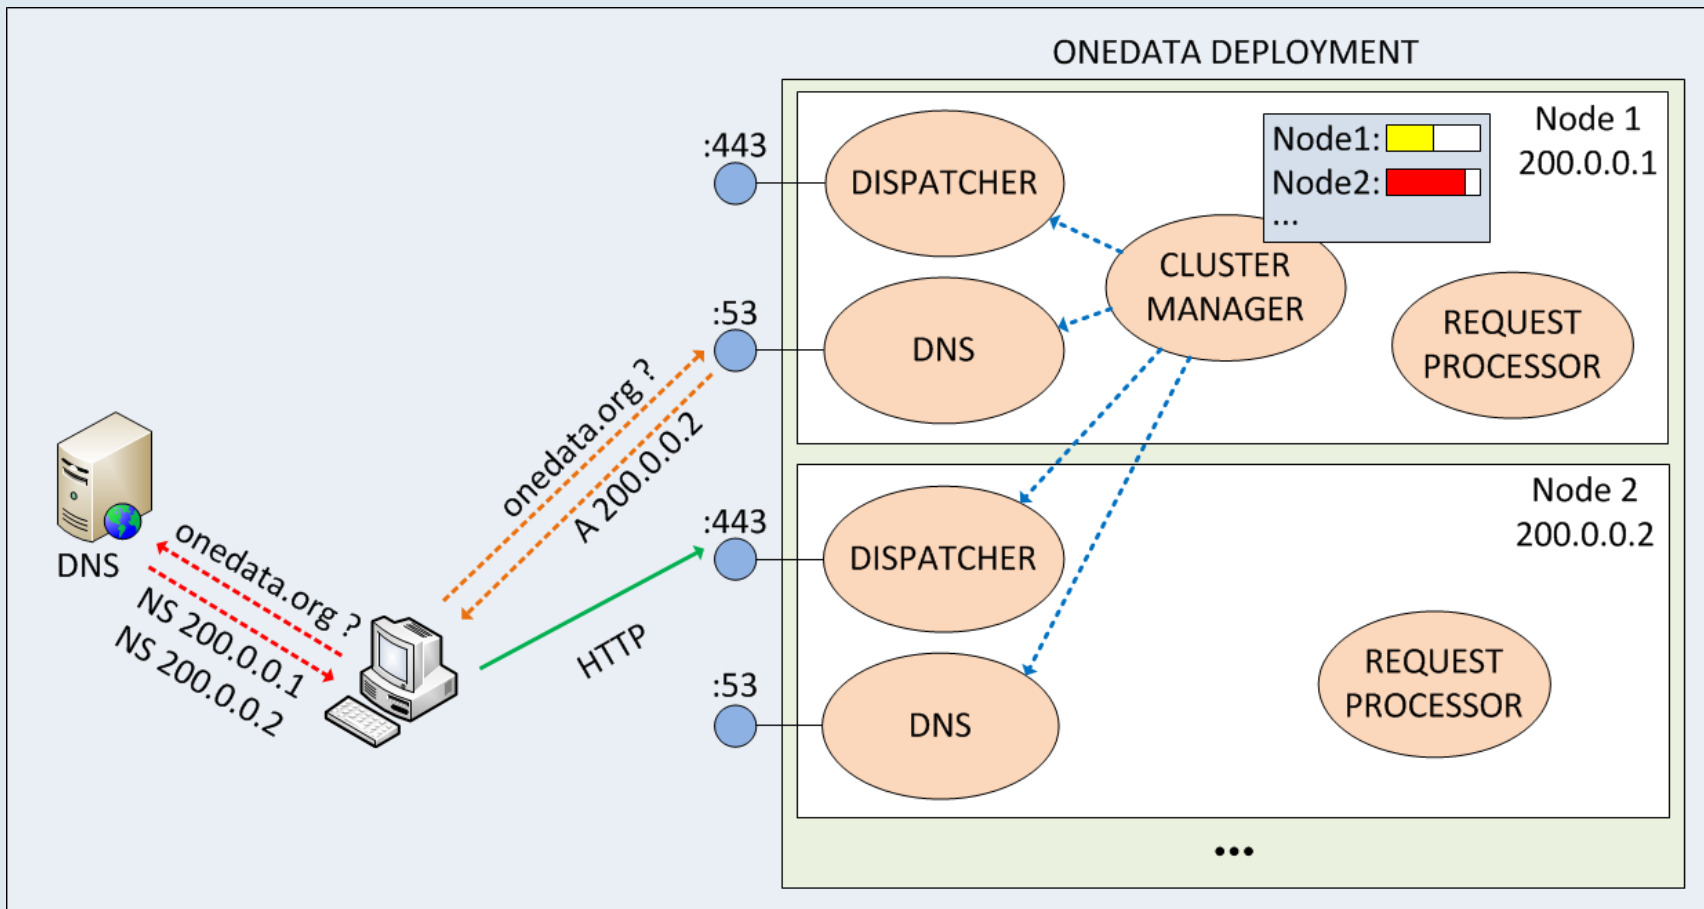 ONEDATA DEPLOYMENT
Node 1
200.0.0.1
Node1:
Node2:
...
:443
DISPATCHER
CLUSTER
MANAGER
:53
DNS
REQUEST
PROCESSOR
onedata.org ?
A 200.0.0.2
DNS
onedata.org ?
NS 200.0.0.1
NS 200.0.0.2
HTTP
Node 2
200.0.0.2
:443
DISPATCHER
:53
DNS
REQUEST
PROCESSOR
...